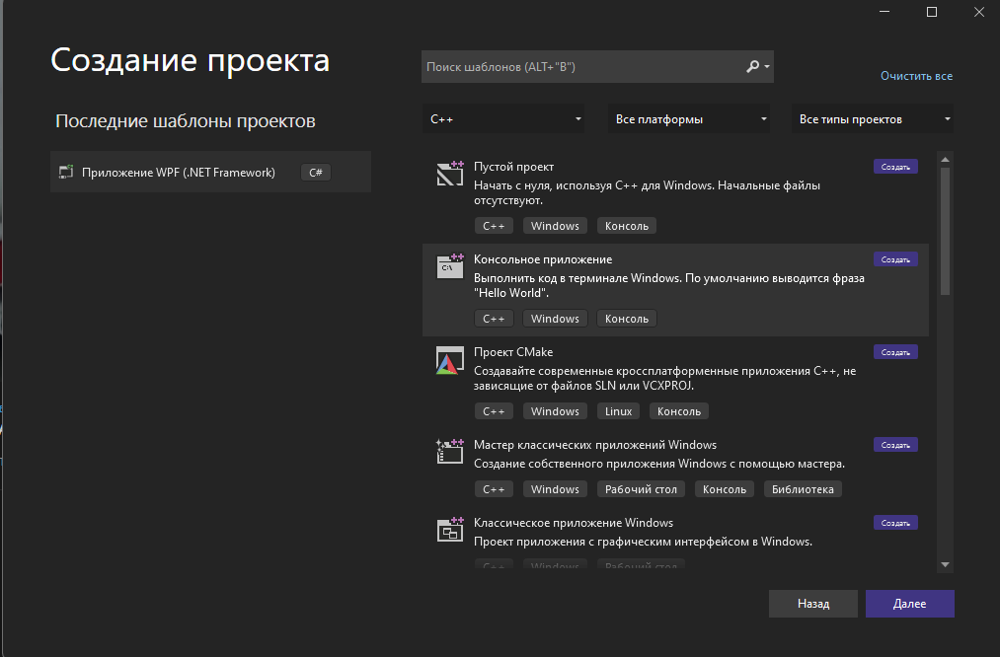 Создание проекта
Поиск шаблонов (ALT+"B")
Очистить все
Последние шаблоны проектов
C++
Все платформы
Все типы проектов
Приложение WPF (.NET Framework)
C#
Пустой проект
Создать
Начать с нуля, используя C++ для Windows. Начальные файлы
отсутствуют.
C++
Windows
Консоль
Консольное приложение
Создать
Выполнить код в терминале Windows. По умолчанию выводится фраза
"Hello World".
C++
Windows
Консоль
Проект CMake
Создать
Создавайте современные кроссплатформенные приложения C++, не
зависящие от файлов SLN или VCXPROJ.
C++
Windows
Linux
Консоль
Мастер классических приложений Windows
Создать
Создание собственного приложения Windows с помощью мастера.
C++
Windows
Рабочий стол
Консоль
Библиотека
Классическое приложение Windows
Создать
Проект приложения с графическим интерфейсом в Windows.
C++
Windows
Рабочий стол
Назад
Далее